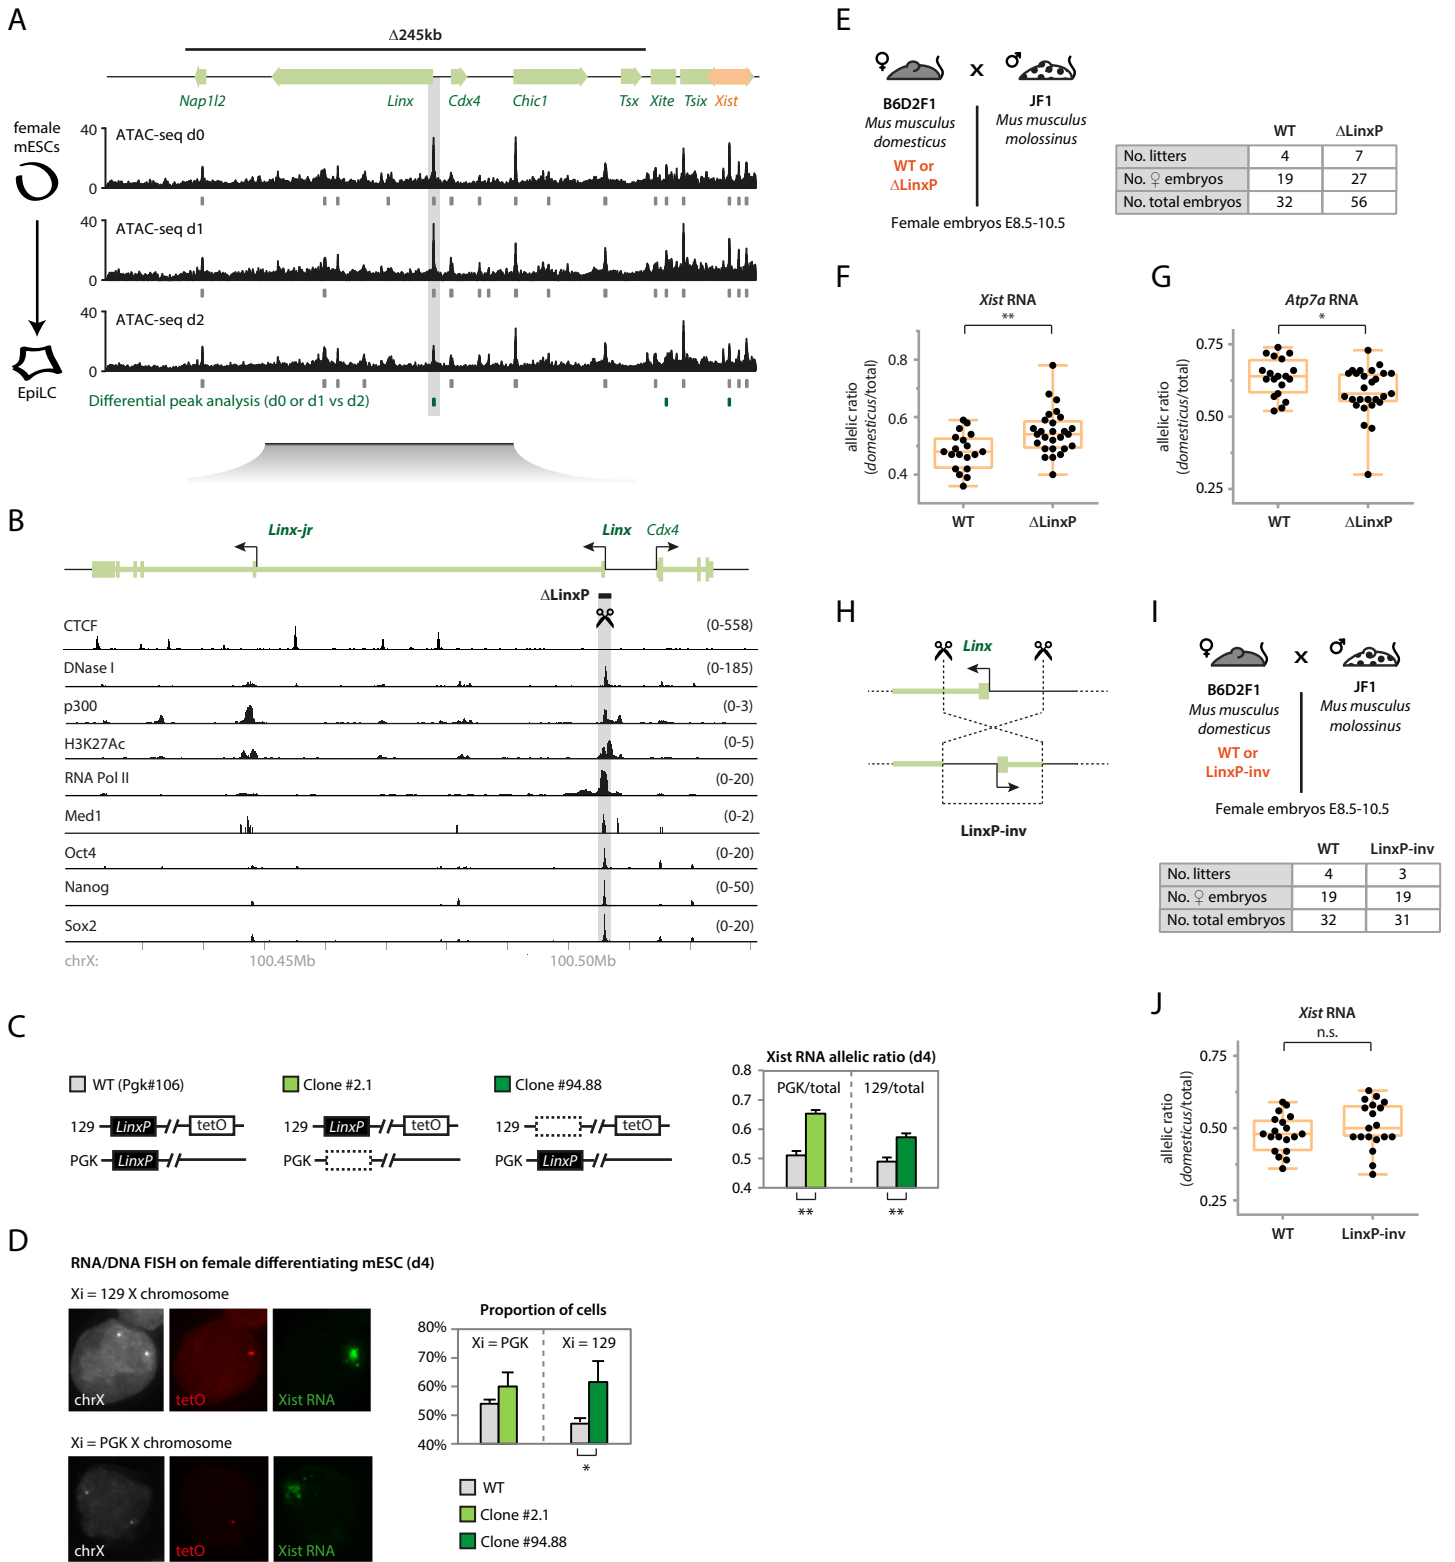 A
Δ245kb
Nap1l2 Linx Cdx4 Chic1 Tsx Xite Tsix Xist
female
mESCs
40
ATAC-seq d0
0
40
ATAC-seq d1
0
40
ATAC-seq d2
0
EpiLC
Differential peak analysis (d0 or d1 vs d2)
B
Linx-jr Linx Cdx4
ΔLinxP
CTCF (0-558)
DNase I (0-185)
p300 (0-3)
H3K27Ac (0-5)
RNA Pol II (0-20)
Med1 (0-2)
Oct4 (0-20)
Nanog (0-50)
Sox2 (0-20)
chrX: 100.45Mb 100.50Mb
C
WT (Pgk#106)
129 LinxP tetO
PGK LinxP
Clone #2.1
129 LinxP tetO
PGK
Clone #94.88
129 tetO
PGK LinxP
Xist RNA allelic ratio (d4)
PGK/total 129/total
0.8
0.7
0.6
0.5
0.4
** **
D
RNA/DNA FISH on female differentiating mESC (d4)
Xi = 129 X chromosome
chrX tetO Xist RNA
Xi = PGK X chromosome
chrX tetO Xist RNA
Proportion of cells
Xi = PGK Xi = 129
80%
70%
60%
50%
40%
*
WT
Clone #2.1
Clone #94.88
E
♀ x ♂
B6D2F1
Mus musculus
domesticus
WT or
ΔLinxP
JF1
Mus musculus
molossinus
Female embryos E8.5-10.5
WT ΔLinxP
No. litters 4 7
No. ♀ embryos 19 27
No. total embryos 32 56
F
Xist RNA
**
allelic ratio
(domesticus/total)
0.8
0.6
0.4
WT ΔLinxP
G
Atp7a RNA
*
allelic ratio
(domesticus/total)
0.75
0.50
0.25
WT ΔLinxP
H
Linx
LinxP-inv
I
♀ x ♂
B6D2F1
Mus musculus
domesticus
WT or
LinxP-inv
JF1
Mus musculus
molossinus
Female embryos E8.5-10.5
WT LinxP-inv
No. litters 4 3
No. ♀ embryos 19 19
No. total embryos 32 31
J
Xist RNA
n.s.
allelic ratio
(domesticus/total)
0.75
0.50
0.25
WT LinxP-inv